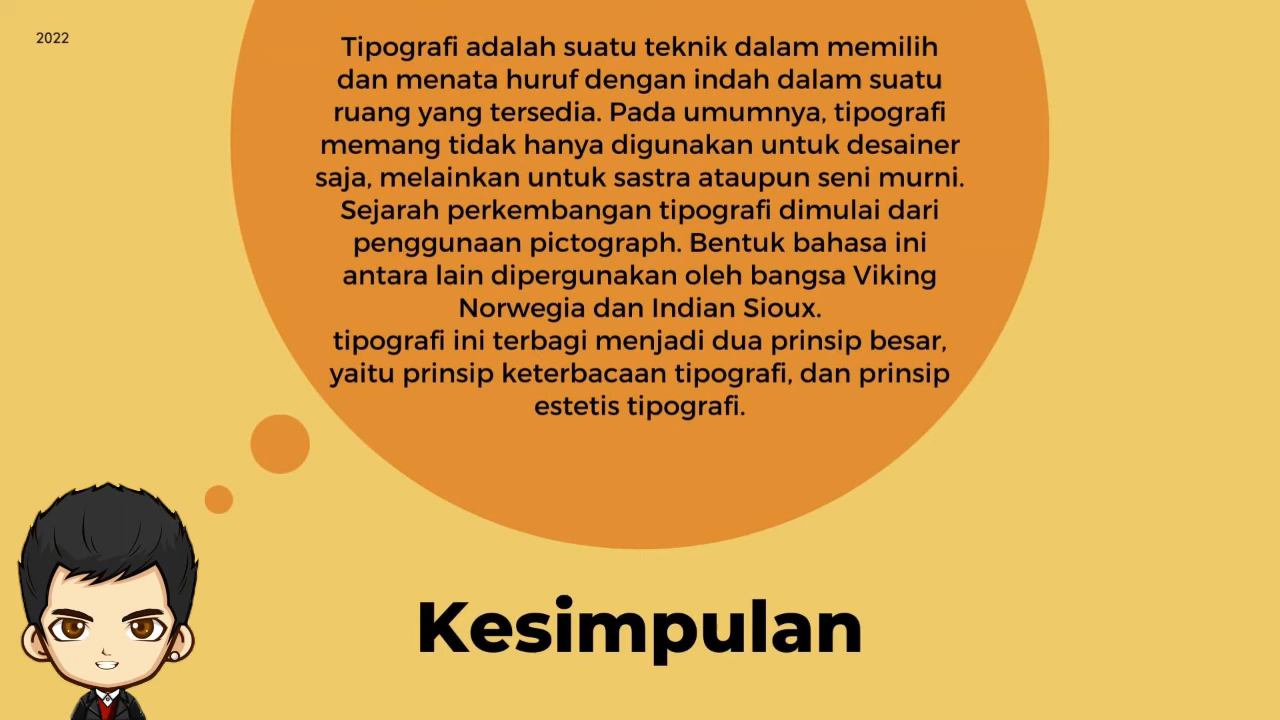 2022
Tipografi adalah suatu teknik dalam memilih
dan menata huruf dengan indah dalam suatu
ruang yang tersedia. Pada umumnya, tipografi
memang tidak hanya digunakan untuk desainer
saja, melainkan untuk sastra ataupun seni murni.
Sejarah perkembangan tipografi dimulai dari
penggunaan pictograph. Bentuk bahasa ini
antara lain dipergunakan oleh bangsa Viking
Norwegia dan Indian Sioux.
tipografi ini terbagi menjadi dua prinsip besar,
yaitu prinsip keterbacaan tipografi, dan prinsip
estetis tipografi.
Kesimpulan